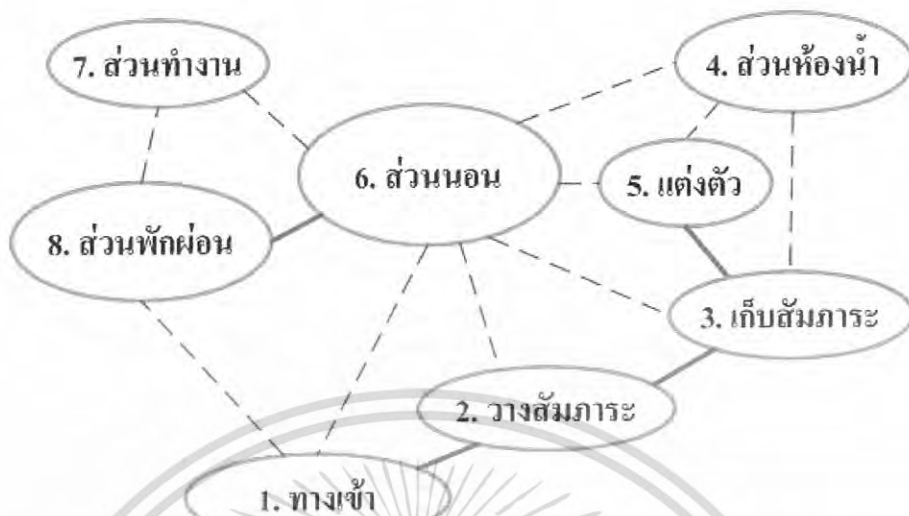 7. ส่วนทำงาน
4. ส่วนห้องน้ำ
6. ส่วนนอน
5. แต่งตัว
8. ส่วนพักผ่อน
3. เก็บสัมภาระ
2. วางสัมภาระ
1. ทางเข้า